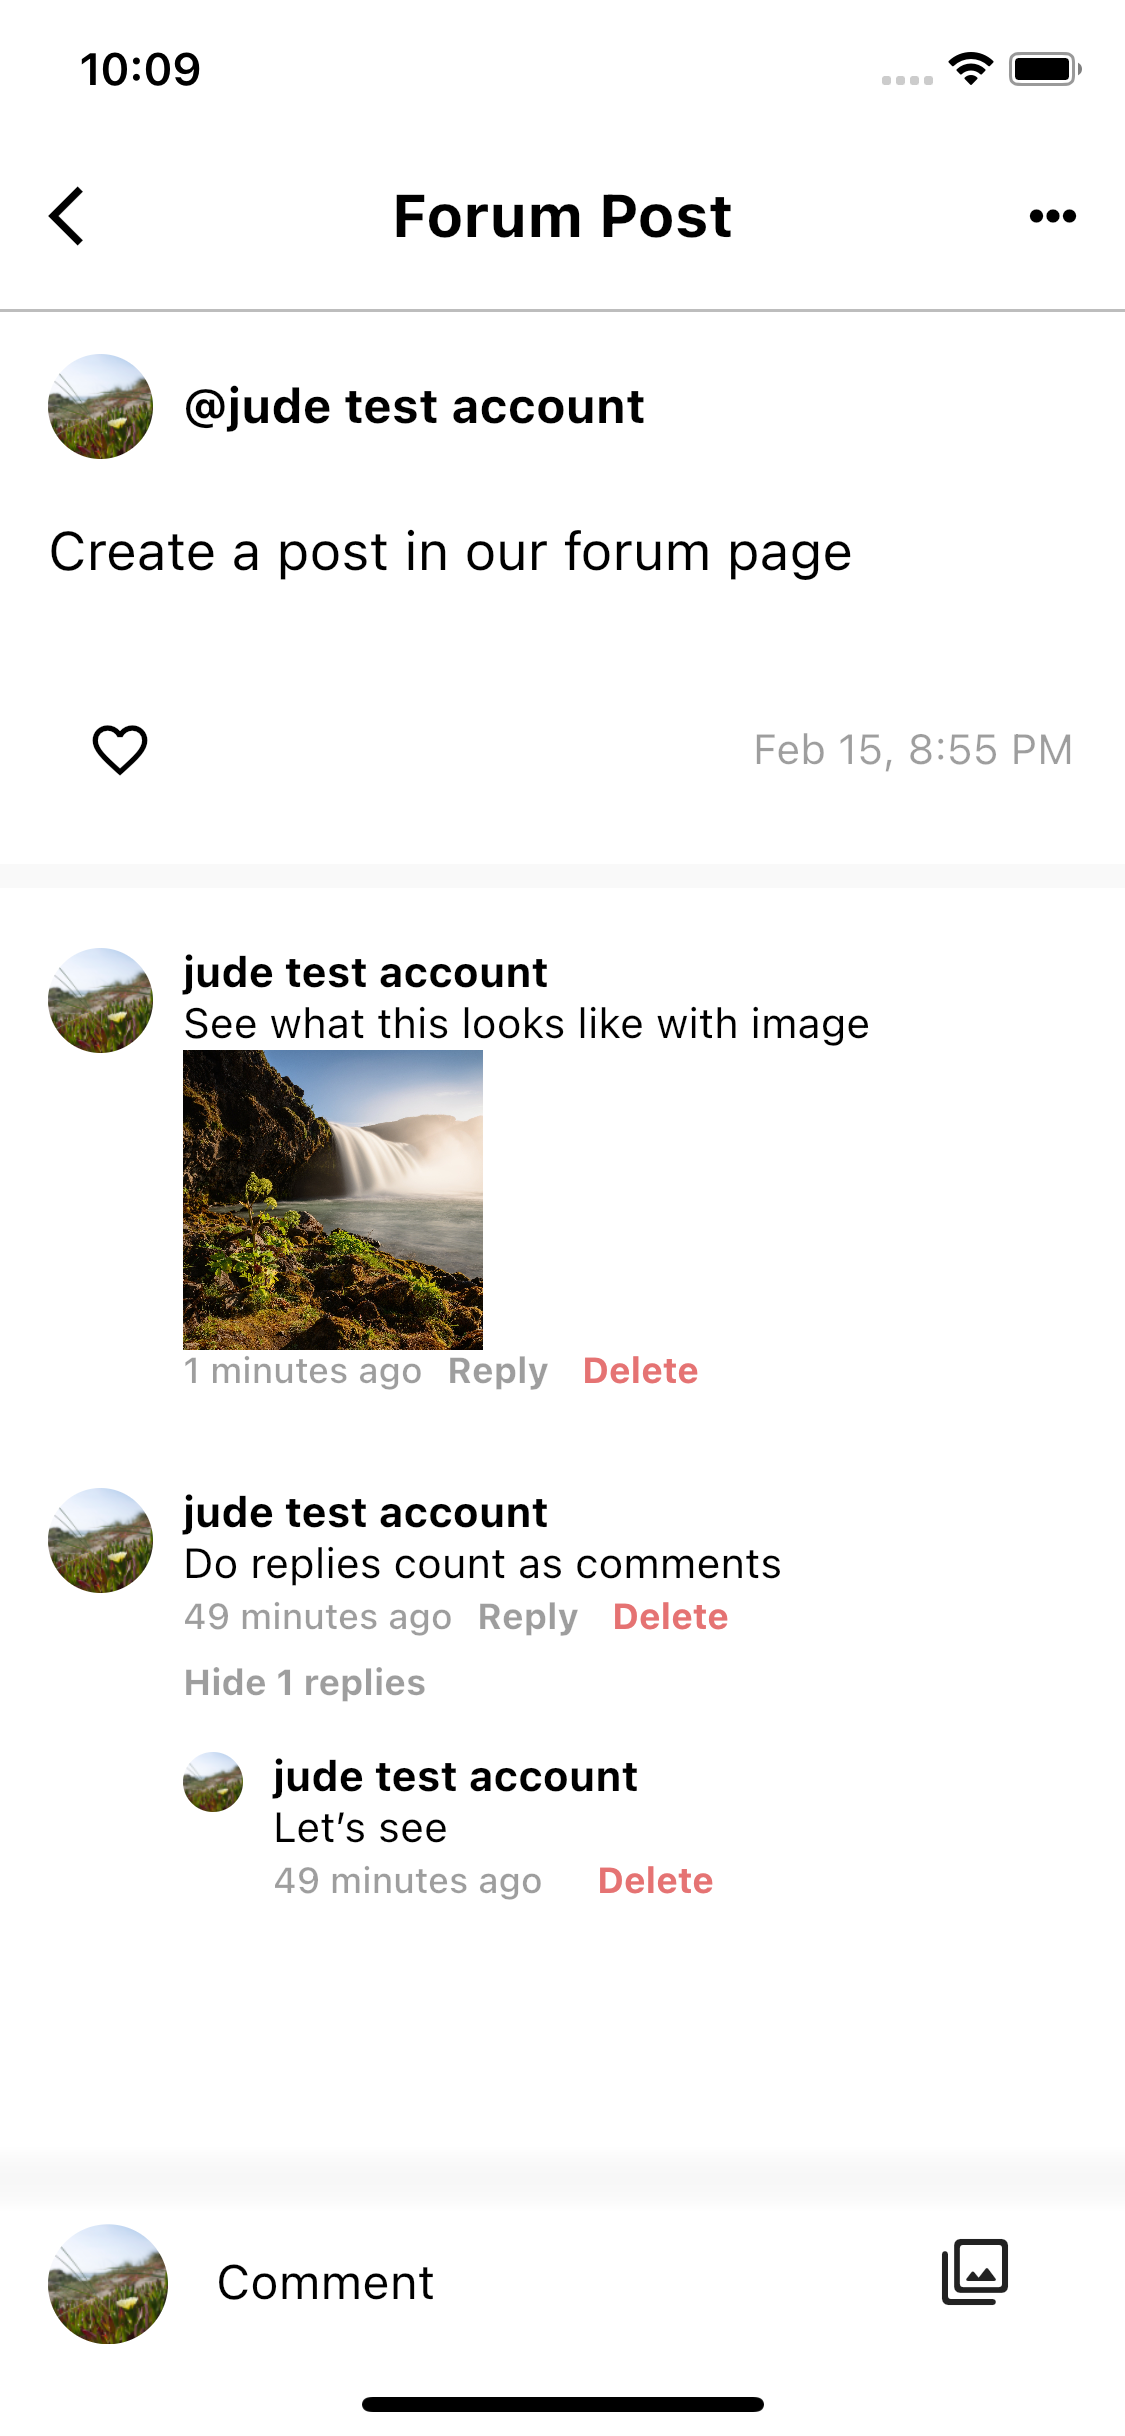 10:09
Forum Post
@jude test account
Create a post in our forum page
Feb 15, 8:55 PM
jude test account
See what this looks like with image
1 minutes ago Reply Delete
jude test account
Do replies count as comments
49 minutes ago Reply Delete
Hide 1 replies
jude test account
Let’s see
49 minutes ago Delete
Comment